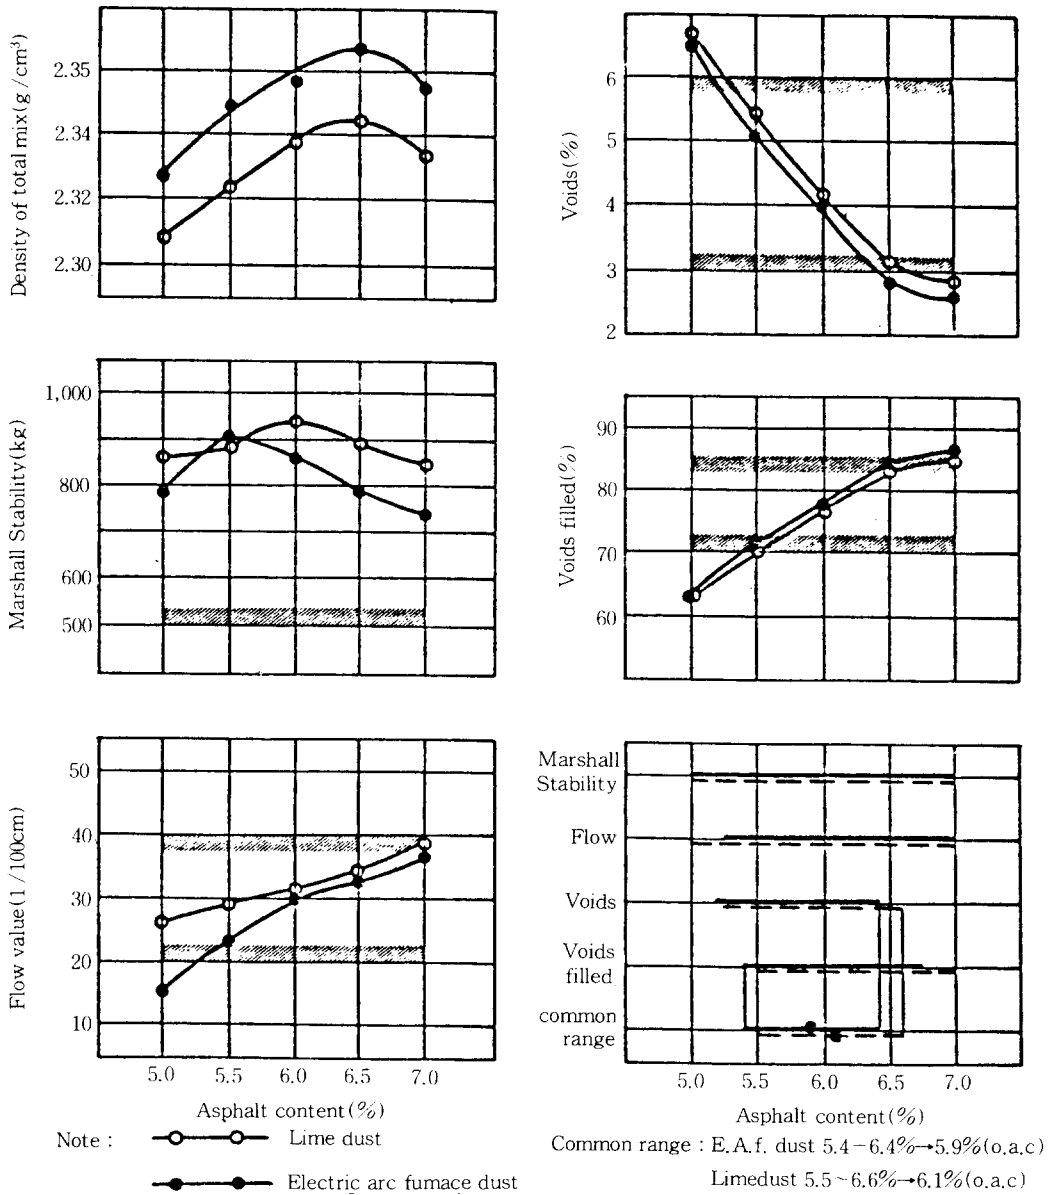 Density of total mix(g/cm³)
2.35
2.34
2.32
2.30
Voids(%)
6
5
4
3
2
Marshall Stability(kg)
1,000
800
600
500
Voids filled(%)
90
80
70
60
Flow value(1/100cm)
50
40
30
20
10
5.0 5.5 6.0 6.5 7.0
Asphalt content(%)
Marshall
Stability
Flow
Voids
Voids
filled
common
range
5.0 5.5 6.0 6.5 7.0
Asphalt content(%)
Note :
Lime dust
Electric arc fumace dust
Common range : E.A.f. dust 5.4-6.4%→5.9%(o.a.c)
Limedust 5.5~6.6%→6.1%(o.a.c)